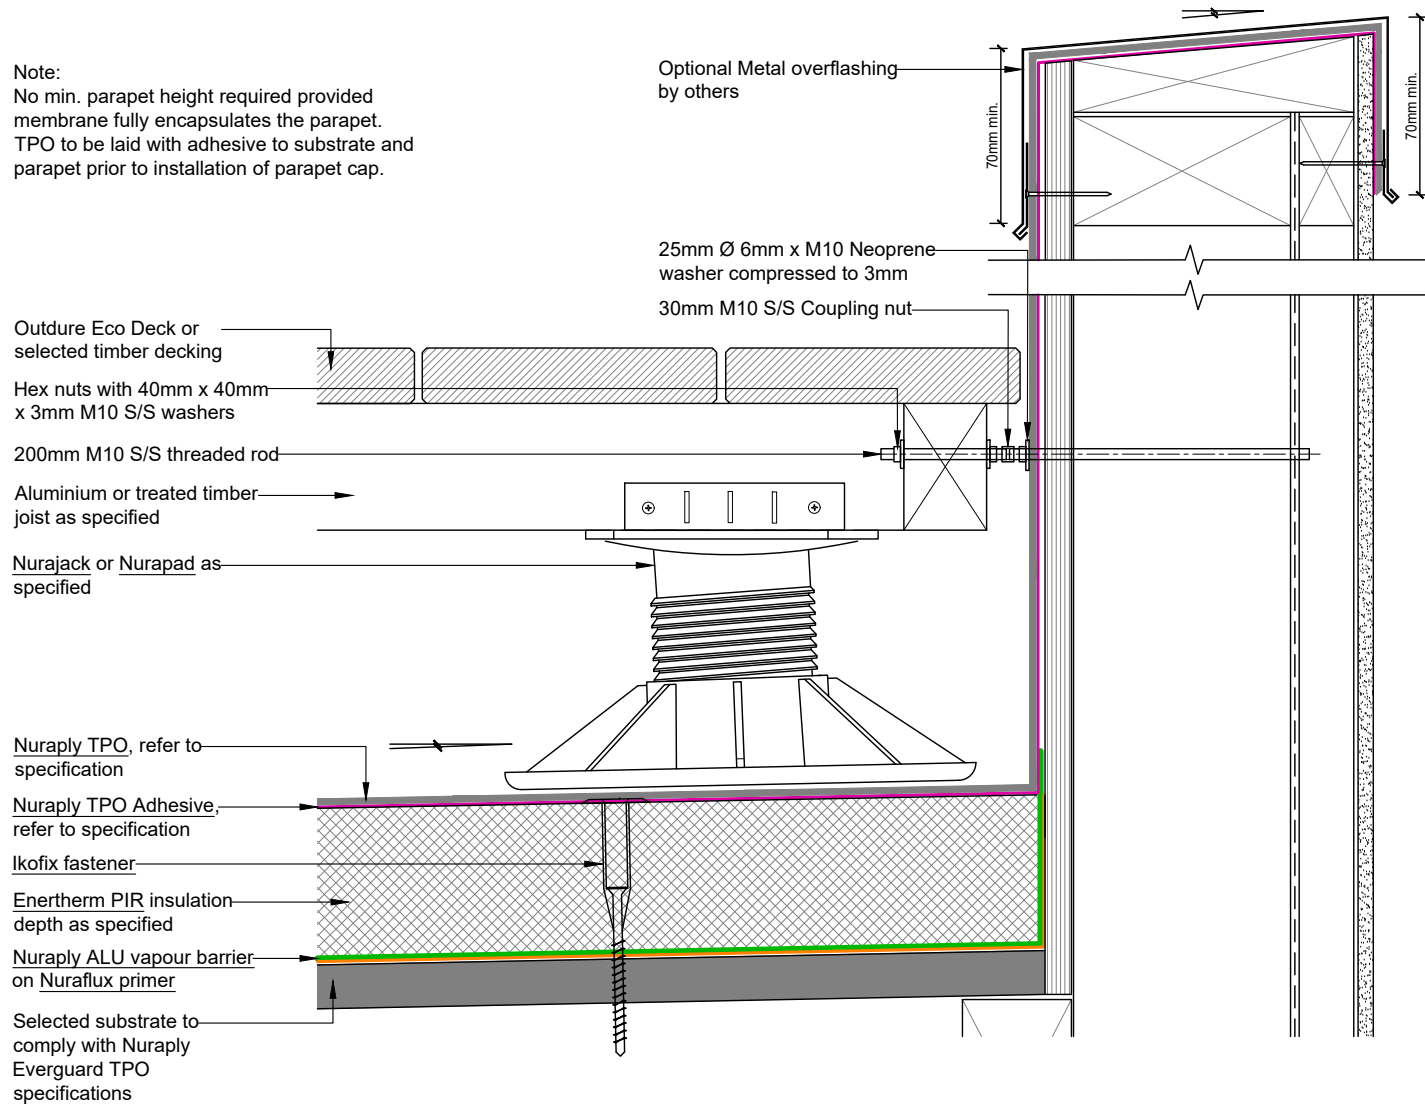 Note:
No min. parapet height required provided
membrane fully encapsulates the parapet.
TPO to be laid with adhesive to substrate and
parapet prior to installation of parapet cap.
Optional Metal overflashing
by others
70mm min.
70mm min.
25mm Ø 6mm x M10 Neoprene
washer compressed to 3mm
30mm M10 S/S Coupling nut
Outdure Eco Deck or
selected timber decking
Hex nuts with 40mm x 40mm
x 3mm M10 S/S washers
200mm M10 S/S threaded rod
Aluminium or treated timber
joist as specified
Nurajack or Nurapad as
specified
Nuraply TPO, refer to
specification
Nuraply TPO Adhesive,
refer to specification
Ikofix fastener
Enertherm PIR insulation
depth as specified
Nuraply ALU vapour barrier
on Nuraflux primer
Selected substrate to
comply with Nuraply
Everguard TPO
specifications